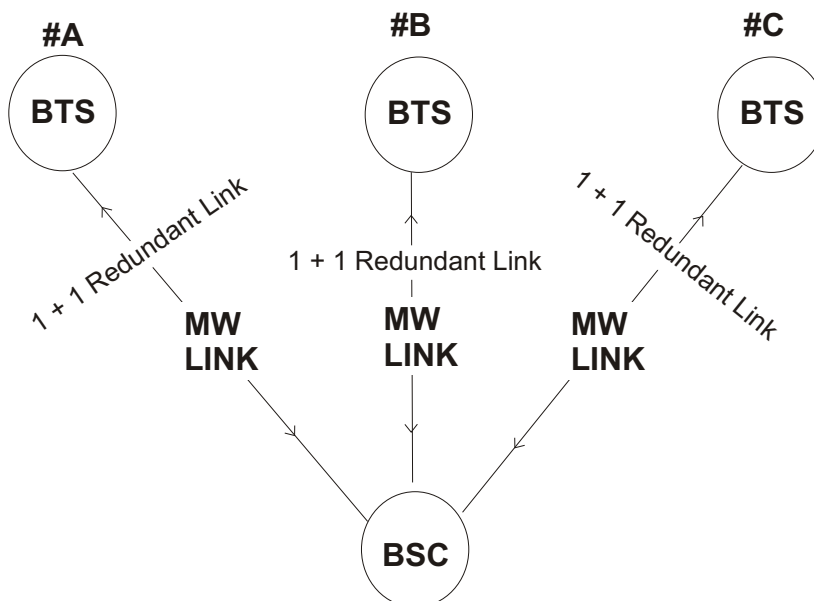 #A
#B
#C
BTS
BTS
BTS
1 + 1 Redundant Link
1 + 1 Redundant Link
1 + 1 Redundant Link
MW
LINK
MW
LINK
MW
LINK
BSC